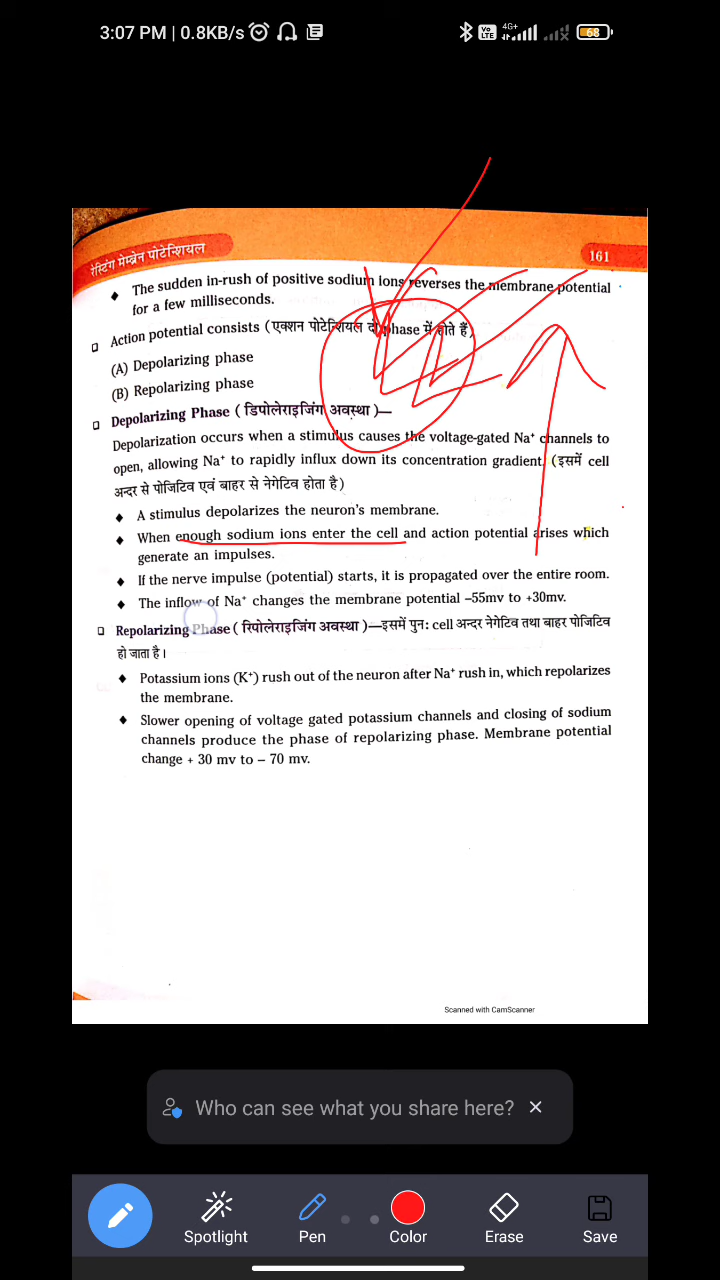 3:07 PM | 0.8KB/s
Vo LTE 4G+ 68
रेस्टिंग मेम्ब्रेन पोटेन्शियल
161
♦ The sudden in-rush of positive sodium ions reverses the membrane potential
for a few milliseconds.
❑ Action potential consists (एक्शन पोटेन्शियल दो phase में होते हैं)
(A) Depolarizing phase
(B) Repolarizing phase
❑ Depolarizing Phase (डिपोलेराइजिंग अवस्था)—
Depolarization occurs when a stimulus causes the voltage-gated Na⁺ channels to
open, allowing Na⁺ to rapidly influx down its concentration gradient. (इसमें cell
अन्दर से पोजिटिव एवं बाहर से नेगेटिव होता है)
♦ A stimulus depolarizes the neuron's membrane.
♦ When enough sodium ions enter the cell and action potential arises which
generate an impulses.
♦ If the nerve impulse (potential) starts, it is propagated over the entire room.
♦ The inflow of Na⁺ changes the membrane potential –55mv to +30mv.
❑ Repolarizing Phase (रिपोलेराइजिंग अवस्था)—इसमें पुन: cell अन्दर नेगेटिव तथा बाहर पोजिटिव
हो जाता है।
♦ Potassium ions (K⁺) rush out of the neuron after Na⁺ rush in, which repolarizes
the membrane.
♦ Slower opening of voltage gated potassium channels and closing of sodium
channels produce the phase of repolarizing phase. Membrane potential
change + 30 mv to – 70 mv.
Scanned with CamScanner
Who can see what you share here? ×
Spotlight Pen Color Erase Save